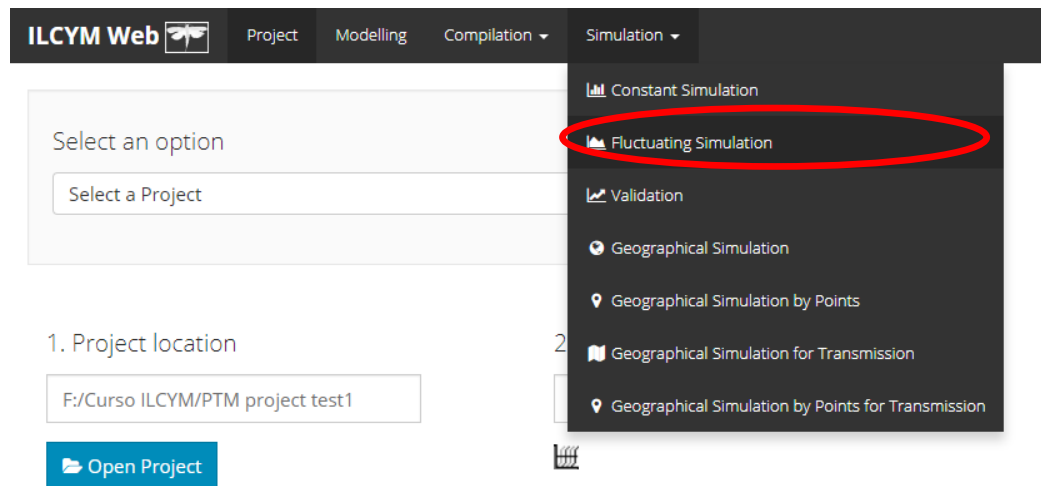 ILCYM Web Project Modelling Compilation Simulation
Constant Simulation
Select an option
Fluctuating Simulation
Select a Project
Validation
Geographical Simulation
Geographical Simulation by Points
1. Project location
2
Geographical Simulation for Transmission
F:/Curso ILCYM/PTM project test1
Geographical Simulation by Points for Transmission
Open Project